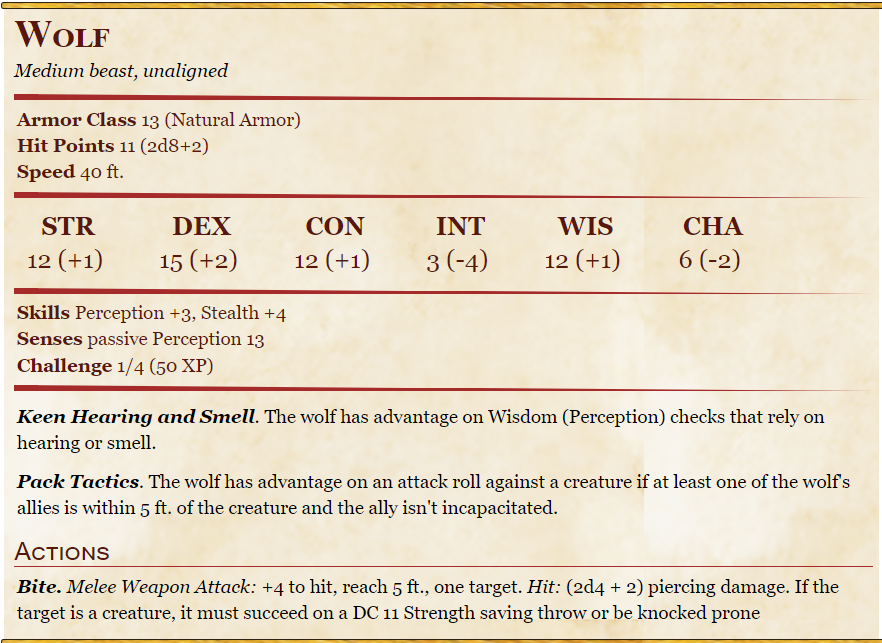 Wolf
Medium beast, unaligned
Armor Class 13 (Natural Armor)
Hit Points 11 (2d8+2)
Speed 40 ft.
STR DEX CON INT WIS CHA
12 (+1) 15 (+2) 12 (+1) 3 (-4) 12 (+1) 6 (-2)
Skills Perception +3, Stealth +4
Senses passive Perception 13
Challenge 1/4 (50 XP)
Keen Hearing and Smell. The wolf has advantage on Wisdom (Perception) checks that rely on
hearing or smell.
Pack Tactics. The wolf has advantage on an attack roll against a creature if at least one of the wolf's
allies is within 5 ft. of the creature and the ally isn't incapacitated.
Actions
Bite. Melee Weapon Attack: +4 to hit, reach 5 ft., one target. Hit: (2d4 + 2) piercing damage. If the
target is a creature, it must succeed on a DC 11 Strength saving throw or be knocked prone